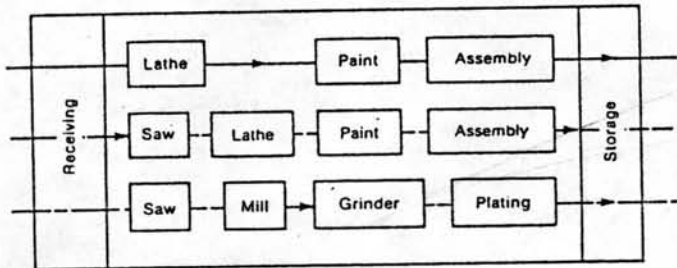 Lathe Paint Assembly
Receiving
Saw Lathe Paint Assembly
Storage
Saw Mill Grinder Plating